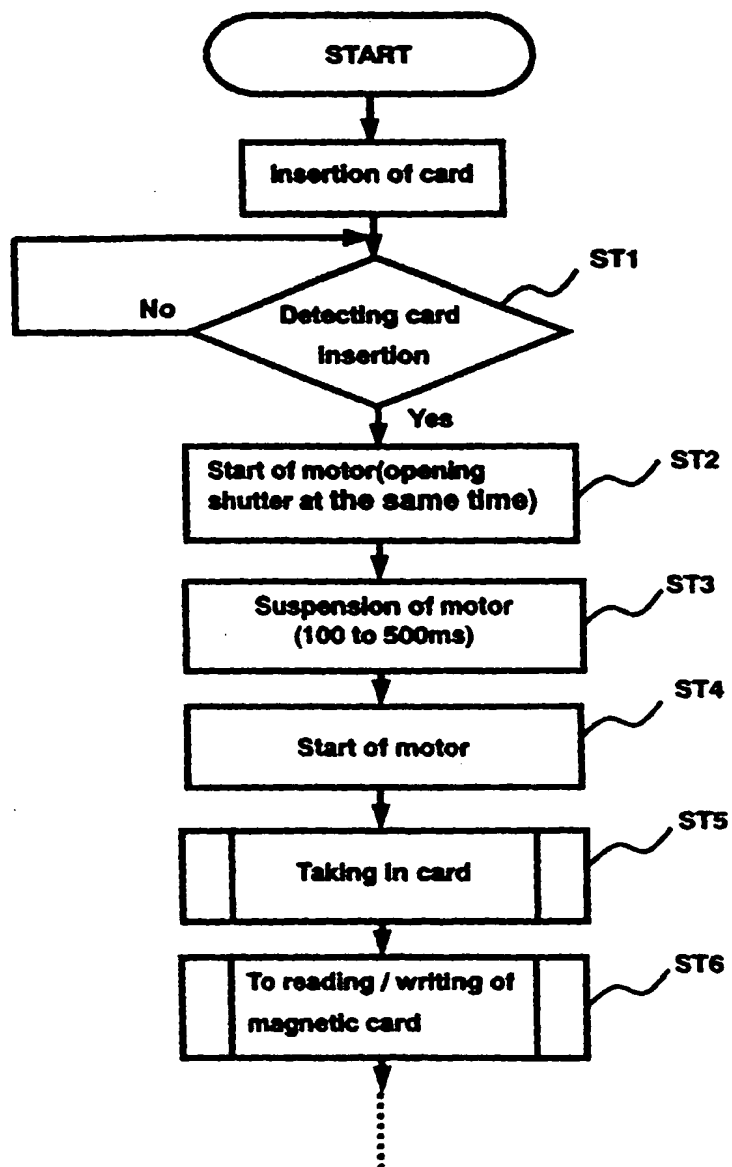 START
Insertion of card
ST1
No
Detecting card
insertion
Yes
ST2
Start of motor(opening
shutter at the same time)
ST3
Suspension of motor
(100 to 500ms)
ST4
Start of motor
ST5
Taking in card
ST6
To reading / writing of
magnetic card